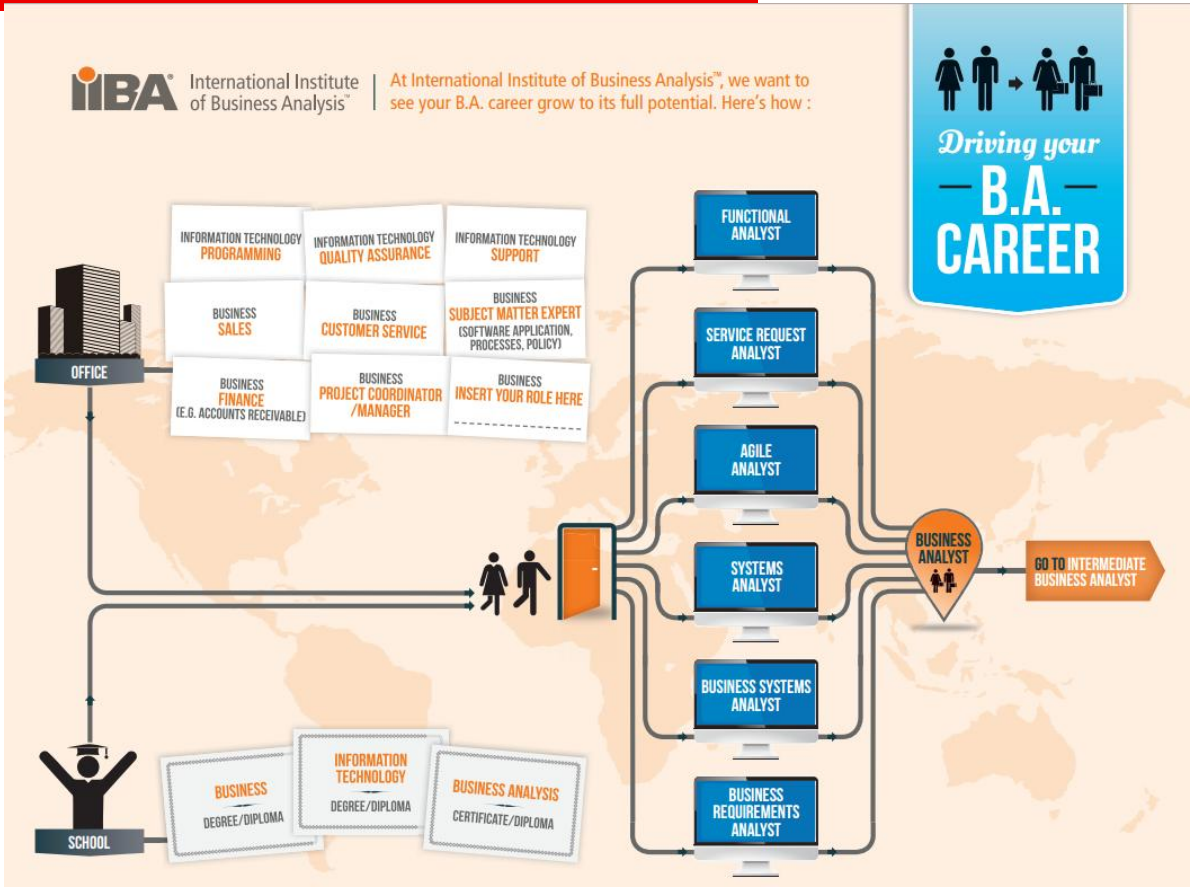 iiBA® International Institute of Business Analysis™
At International Institute of Business Analysis™, we want to
see your B.A. career grow to its full potential. Here's how :
Driving your
B.A.
CAREER
INFORMATION TECHNOLOGY
PROGRAMMING
INFORMATION TECHNOLOGY
QUALITY ASSURANCE
INFORMATION TECHNOLOGY
SUPPORT
BUSINESS
SALES
BUSINESS
CUSTOMER SERVICE
BUSINESS
SUBJECT MATTER EXPERT
(SOFTWARE APPLICATION,
PROCESSES, POLICY)
OFFICE
BUSINESS
FINANCE
(E.G. ACCOUNTS RECEIVABLE)
BUSINESS
PROJECT COORDINATOR
/MANAGER
BUSINESS
INSERT YOUR ROLE HERE
FUNCTIONAL
ANALYST
SERVICE REQUEST
ANALYST
AGILE
ANALYST
SYSTEMS
ANALYST
BUSINESS SYSTEMS
ANALYST
BUSINESS
REQUIREMENTS
ANALYST
BUSINESS
ANALYST
GO TO INTERMEDIATE
BUSINESS ANALYST
SCHOOL
BUSINESS
DEGREE/DIPLOMA
INFORMATION
TECHNOLOGY
DEGREE/DIPLOMA
BUSINESS ANALYSIS
CERTIFICATE/DIPLOMA